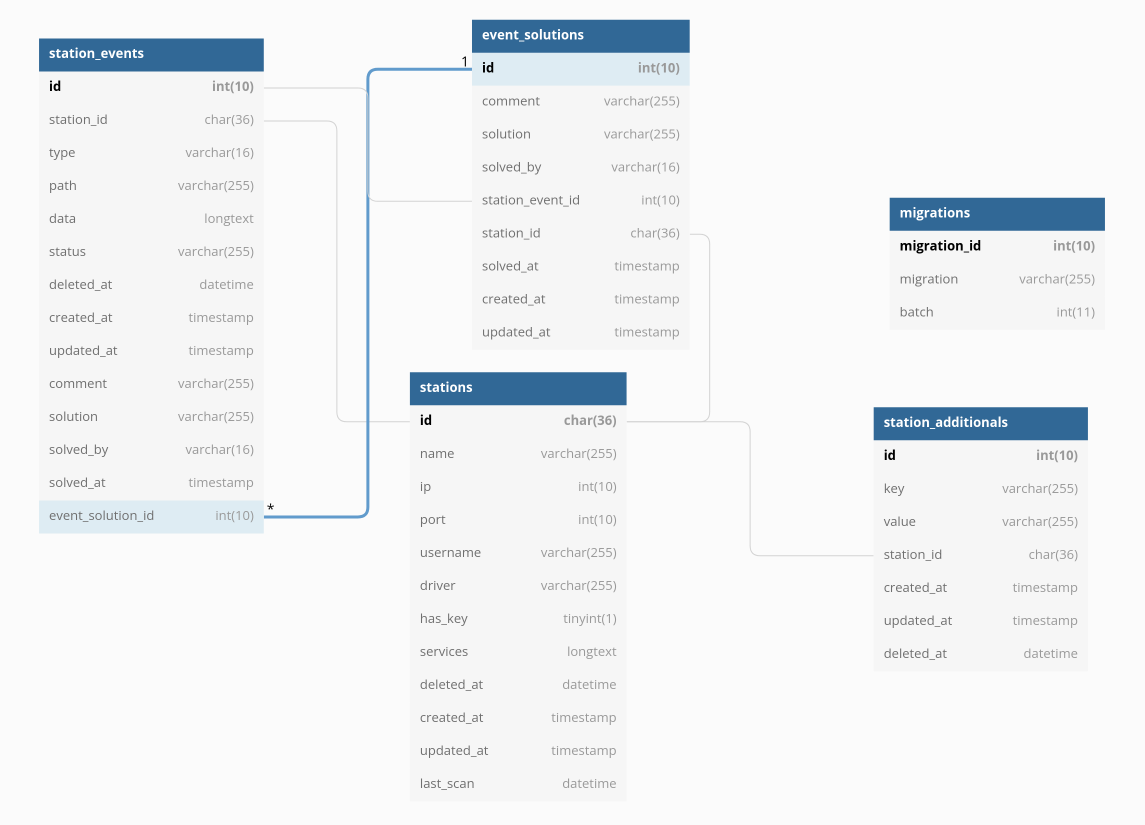 station_events
id int(10)
station_id char(36)
type varchar(16)
path varchar(255)
data longtext
status varchar(255)
deleted_at datetime
created_at timestamp
updated_at timestamp
comment varchar(255)
solution varchar(255)
solved_by varchar(16)
solved_at timestamp
event_solution_id int(10)
*
1
event_solutions
id int(10)
comment varchar(255)
solution varchar(255)
solved_by varchar(16)
station_event_id int(10)
station_id char(36)
solved_at timestamp
created_at timestamp
updated_at timestamp
stations
id char(36)
name varchar(255)
ip int(10)
port int(10)
username varchar(255)
driver varchar(255)
has_key tinyint(1)
services longtext
deleted_at datetime
created_at timestamp
updated_at timestamp
last_scan datetime
migrations
migration_id int(10)
migration varchar(255)
batch int(11)
station_additionals
id int(10)
key varchar(255)
value varchar(255)
station_id char(36)
created_at timestamp
updated_at timestamp
deleted_at datetime